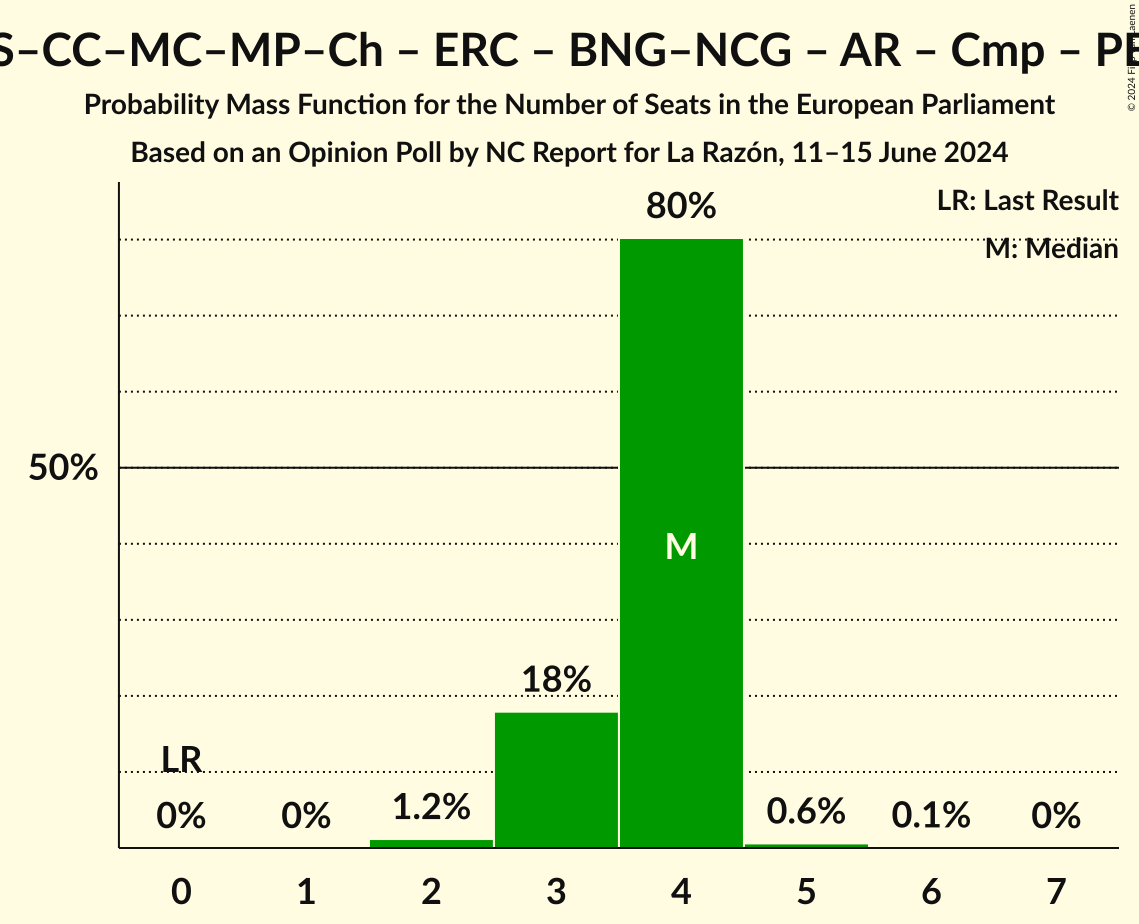 S–CC–MC–MP–Ch – ERC – BNG–NCG – AR – Cmp –
Probability Mass Function for the Number of Seats in the European Parliament
Based on an Opinion Poll by NC Report for La Razón, 11–15 June 2024
© 2024
LR: Last Result
M: Median
80%
50%
M
18%
LR
0% 0% 1.2% 0.6% 0.1% 0%
0 1 2 3 4 5 6 7